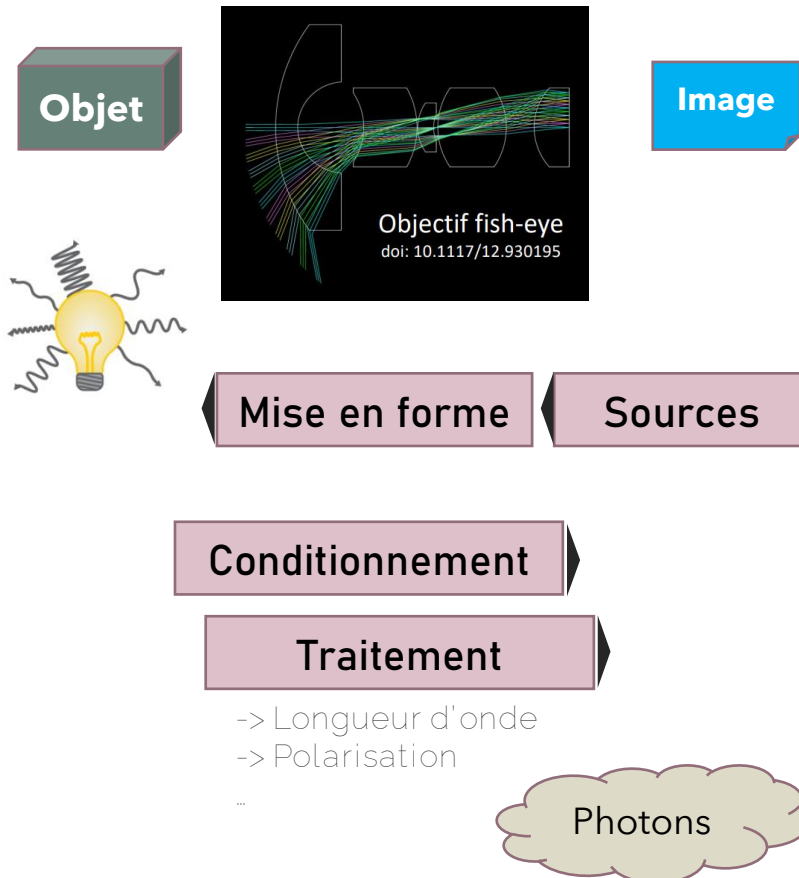 Objet
Image
Objectif fish-eye
doi: 10.1117/12.930195
Mise en forme
Sources
Conditionnement
Traitement
-> Longueur d'onde
-> Polarisation
...
Photons